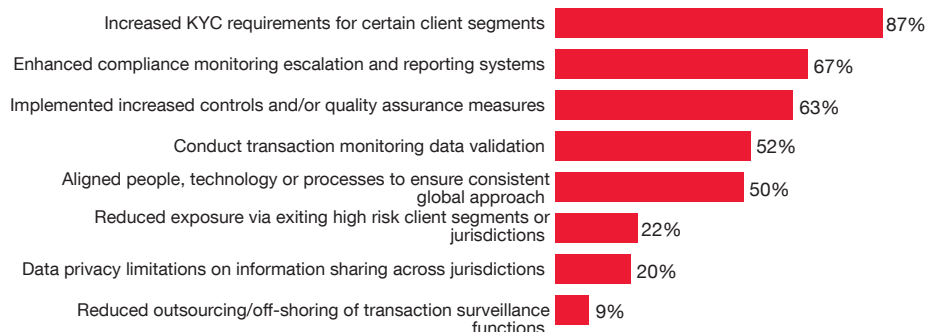 Increased KYC requirements for certain client segments 87%
Enhanced compliance monitoring escalation and reporting systems 67%
Implemented increased controls and/or quality assurance measures 63%
Conduct transaction monitoring data validation 52%
Aligned people, technology or processes to ensure consistent
global approach 50%
Reduced exposure via exiting high risk client segments or
jurisdictions 22%
Data privacy limitations on information sharing across jurisdictions 20%
Reduced outsourcing/off-shoring of transaction surveillance
functions 9%